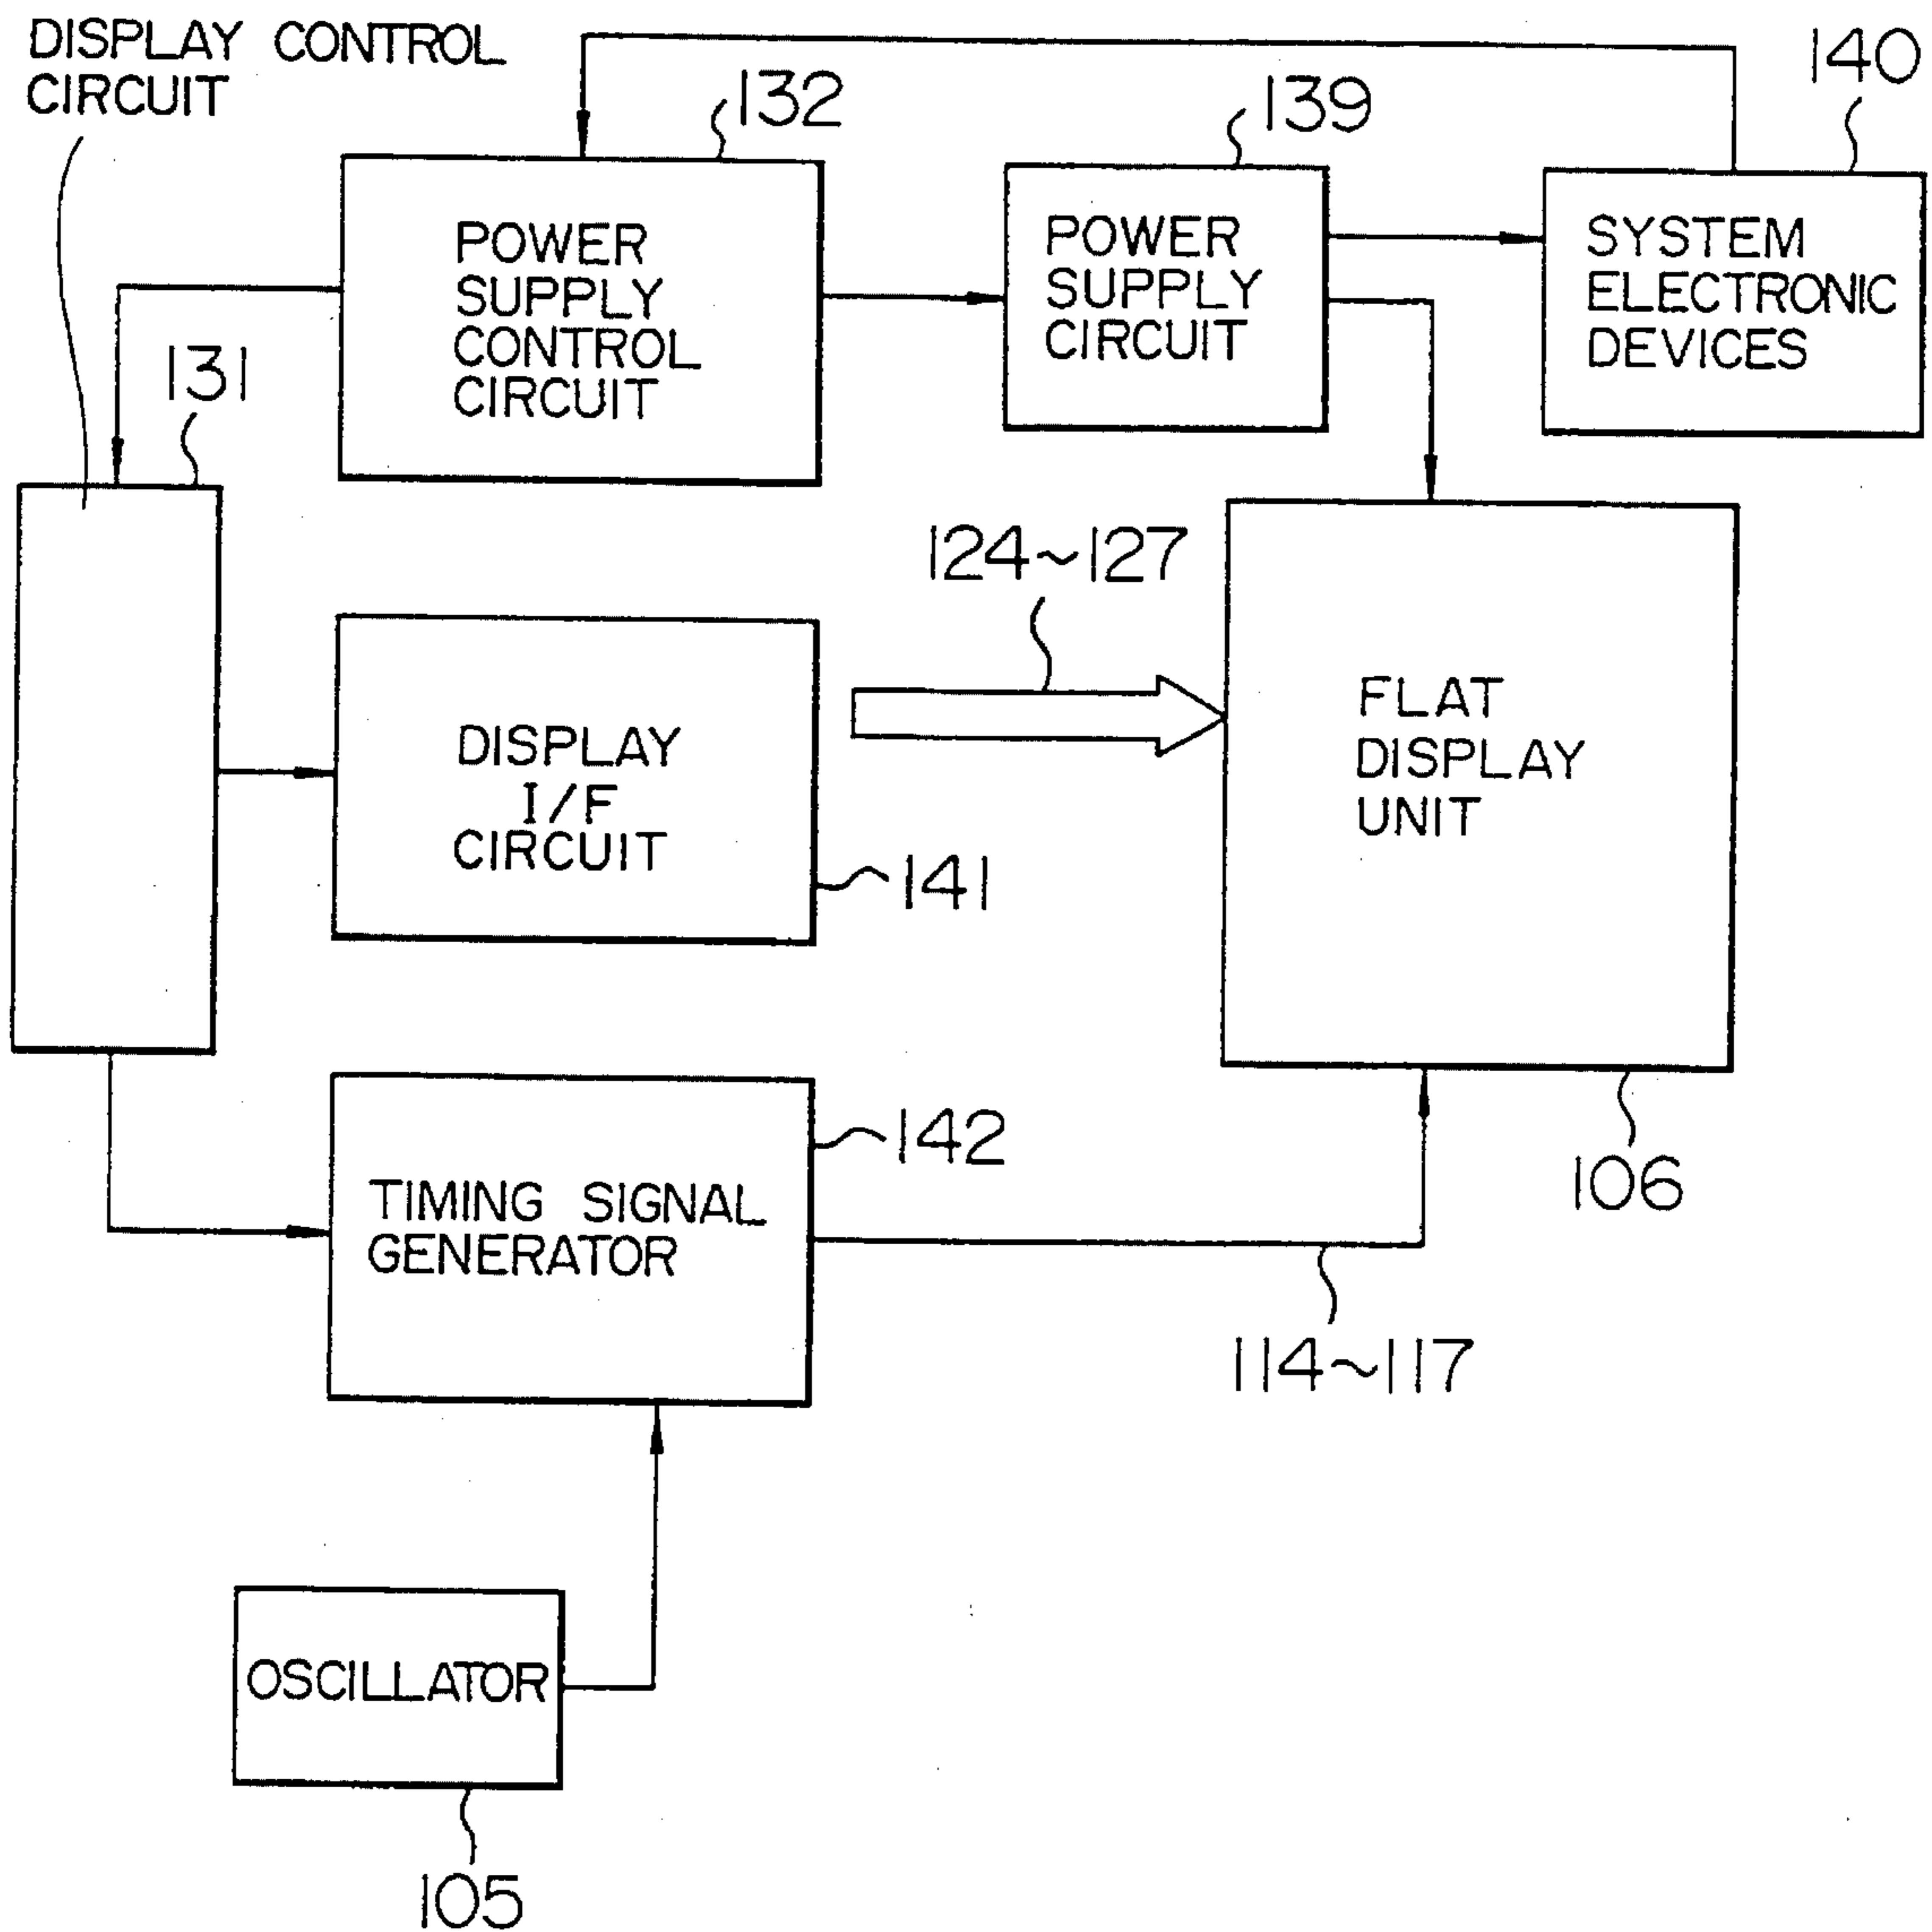 DISPLAY CONTROL
CIRCUIT
132
139
140
POWER
SUPPLY
CONTROL
CIRCUIT
POWER
SUPPLY
CIRCUIT
SYSTEM
ELECTRONIC
DEVICES
131
124~127
DISPLAY
I/F
CIRCUIT
141
FLAT
DISPLAY
UNIT
106
142
TIMING SIGNAL
GENERATOR
114~117
OSCILLATOR
105